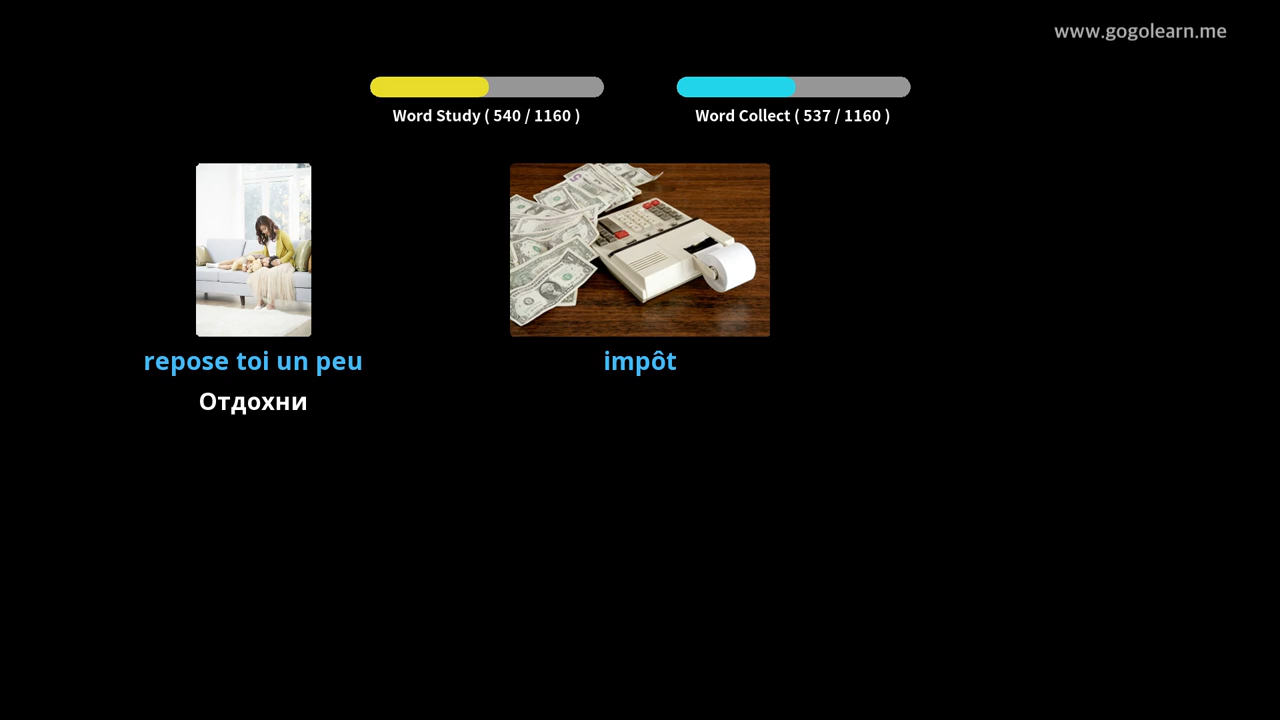 www.gogolearn.me
Word Study ( 540 / 1160 )
Word Collect ( 537 / 1160 )
repose toi un peu
impôt
Отдохни